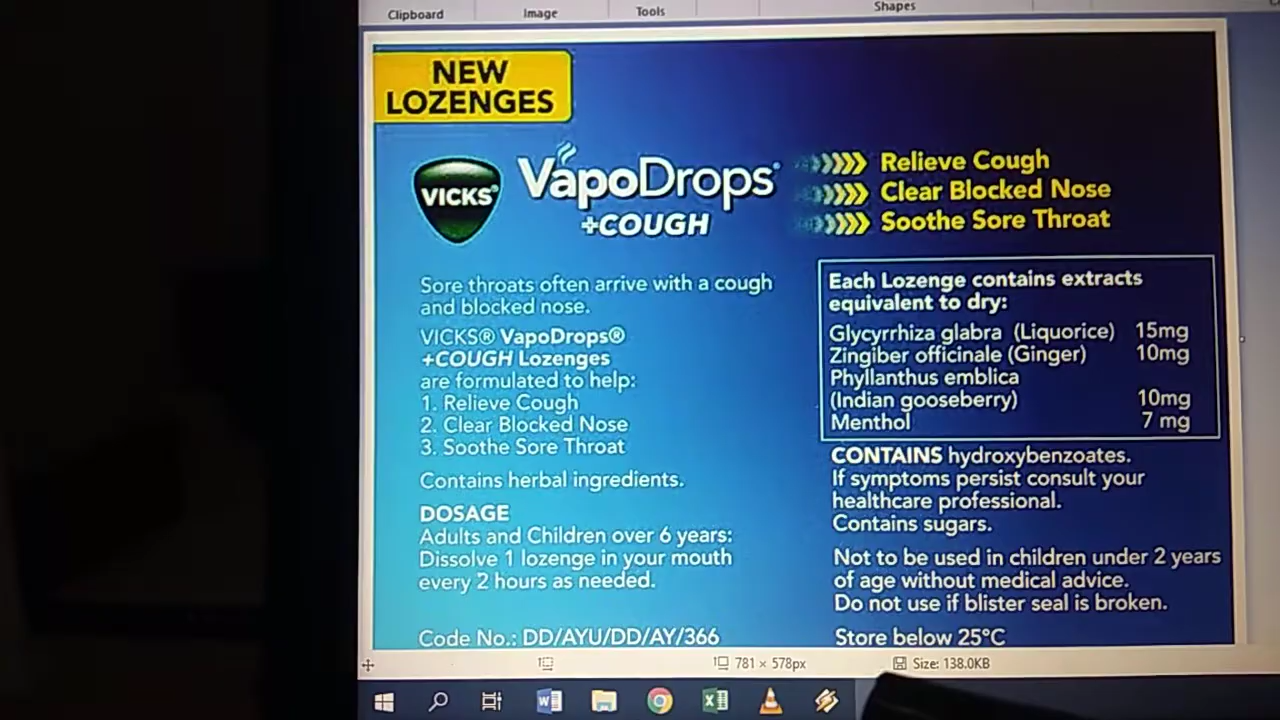 Clipboard
Image
Tools
Shapes
NEW
LOZENGES
VICKS®
VapoDrops®
+COUGH
Relieve Cough
Clear Blocked Nose
Soothe Sore Throat
Sore throats often arrive with a cough
and blocked nose.
VICKS® VapoDrops®
+COUGH Lozenges
are formulated to help:
1. Relieve Cough
2. Clear Blocked Nose
3. Soothe Sore Throat
Contains herbal ingredients.
DOSAGE
Adults and Children over 6 years:
Dissolve 1 lozenge in your mouth
every 2 hours as needed.
Code No.: DD/AYU/DD/AY/366
Each Lozenge contains extracts
equivalent to dry:
Glycyrrhiza glabra (Liquorice) 15mg
Zingiber officinale (Ginger) 10mg
Phyllanthus emblica
(Indian gooseberry) 10mg
Menthol 7 mg
CONTAINS hydroxybenzoates.
If symptoms persist consult your
healthcare professional.
Contains sugars.
Not to be used in children under 2 years
of age without medical advice.
Do not use if blister seal is broken.
Store below 25°C
781 × 578px
Size: 138.0KB